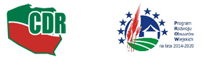 CDR
Program
Rozwoju
Obszarów
Wiejskich
na lata 2014-2020